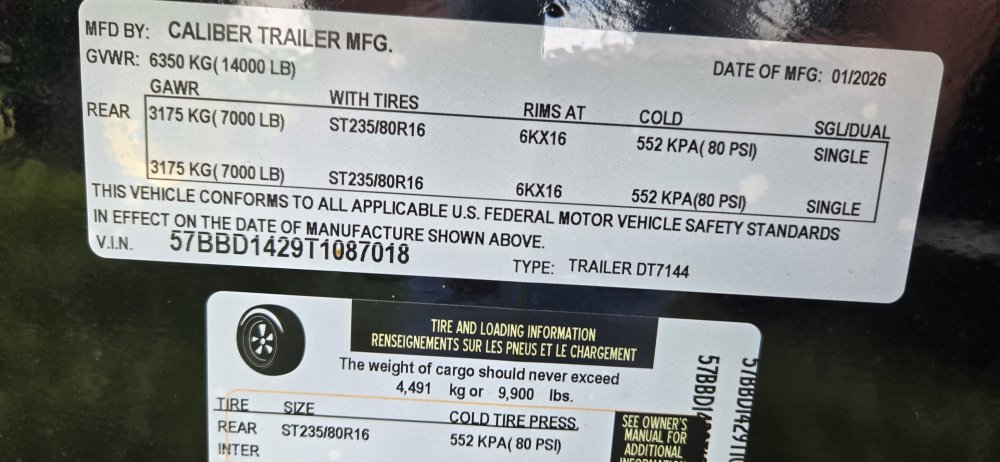 MFD BY: CALIBER TRAILER MFG.
GVWR: 6350 KG(14000 LB) DATE OF MFG: 01/2026
GAWR WITH TIRES RIMS AT COLD SGL/DUAL
REAR 3175 KG(7000 LB) ST235/80R16 6KX16 552 KPA(80 PSI) SINGLE
3175 KG(7000 LB) ST235/80R16 6KX16 552 KPA(80 PSI) SINGLE
THIS VEHICLE CONFORMS TO ALL APPLICABLE U.S. FEDERAL MOTOR VEHICLE SAFETY STANDARDS
IN EFFECT ON THE DATE OF MANUFACTURE SHOWN ABOVE.
V.I.N. 57BBD1429T1087018 TYPE: TRAILER DT7144
TIRE AND LOADING INFORMATION
RENSEIGNEMENTS SUR LES PNEUS ET LE CHARGEMENT
The weight of cargo should never exceed
4,491 kg or 9,900 lbs.
TIRE SIZE COLD TIRE PRESS.
REAR ST235/80R16 552 KPA(80 PSI)
INTER
SEE OWNER'S
MANUAL FOR
ADDITIONAL
INFORMATION